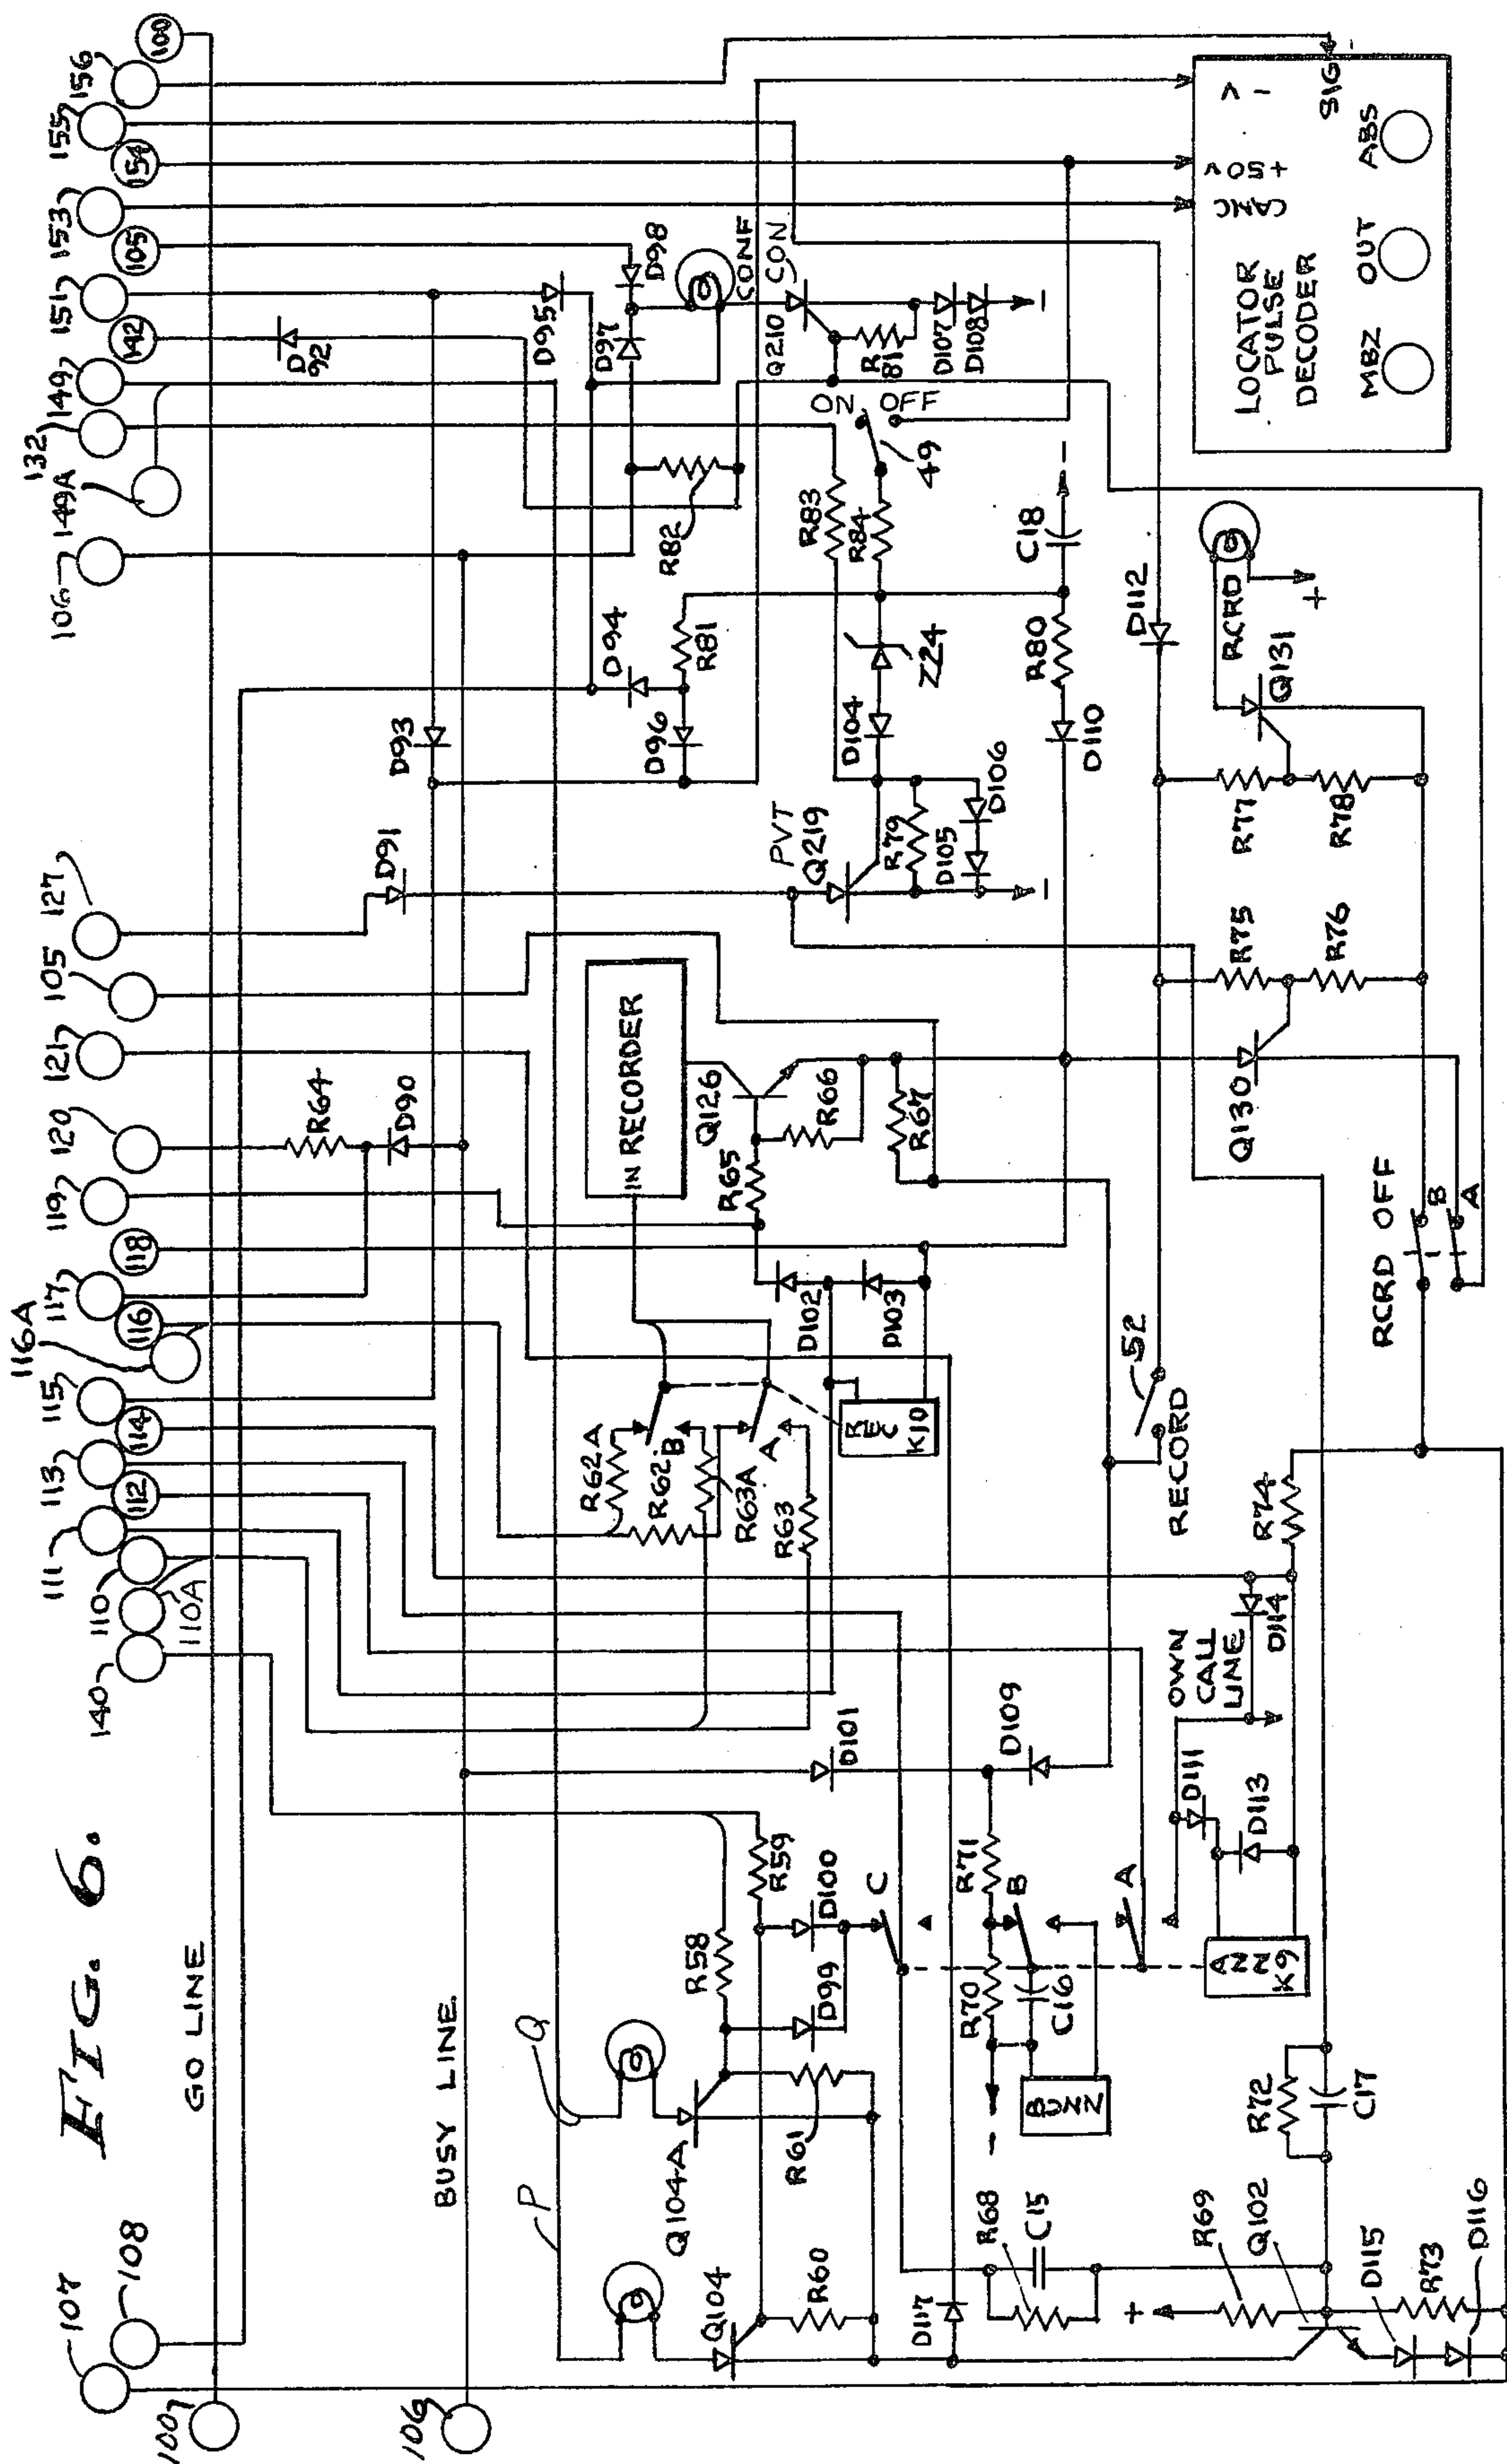 FIG. 6.
107
108
140
110
110A
111
112
113
114
115
116A
116
117
118
119
120
121
105
127
106
149A
132
149
142
151
105
153
154
155
156
100
100
GO LINE
106
BUSY LINE
R64
D90
D91
D93
D92
D94
D95
D96
D97
D98
R81
R82
CONF
Q210
CON
R81
D107
D108
P
Q
Q104A
Q104
R58
R59
R60
R61
D99
D100
C
D101
R62A
R62
B
R63A
A
R63
IN RECORDER
Q126
R65
R66
R67
D102
D103
REC
K10
PVT
Q219
R79
D105
D106
D104
Z24
R83
R84
ON
OFF
49
C18
R80
D110
D117
R68
C15
R70
R71
B
C16
BUNN
D109
A
ANN
K9
OWN
CALL
LINE
D111
D113
D114
R74
52
RECORD
Q130
R75
R76
R77
R78
Q131
RCRD
+
D112
RCRD OFF
B
A
R72
C17
+
R69
Q102
D115
R73
D116
CANC
+50V
- V
SIG
LOCATOR
PULSE
DECODER
MBZ
OUT
ABS